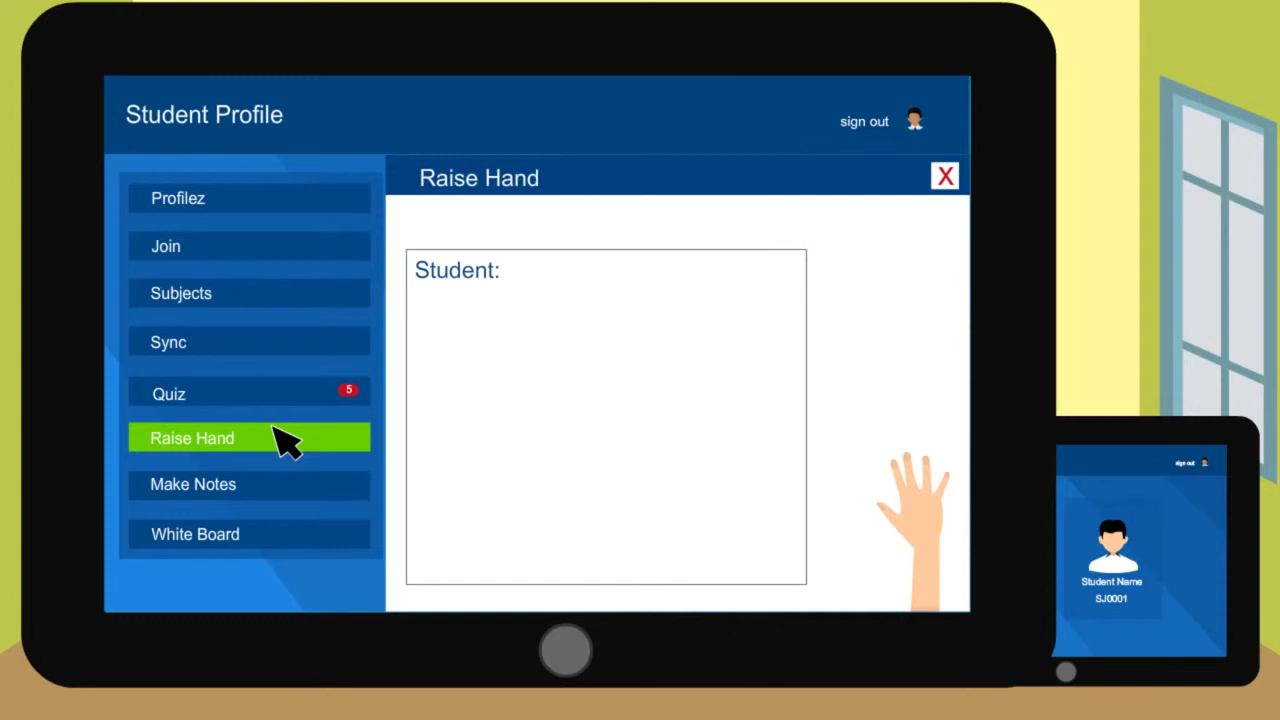 Student Profile
sign out
Profilez
Join
Subjects
Sync
Quiz
5
Raise Hand
Make Notes
White Board
Raise Hand
X
Student:
sign out
Student Name
SJ0001